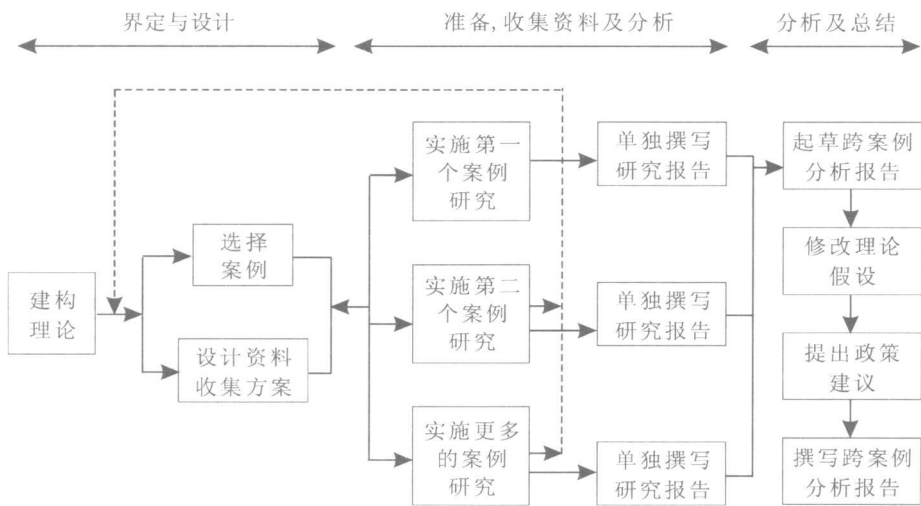 界定与设计
准备,收集资料及分析
分析及总结
建构
理论
选择
案例
设计资料
收集方案
实施第一
个案例
研究
实施第二
个案例
研究
实施更多
的案例
研究
单独撰写
研究报告
单独撰写
研究报告
单独撰写
研究报告
起草跨案例
分析报告
修改理论
假设
提出政策
建议
撰写跨案例
分析报告